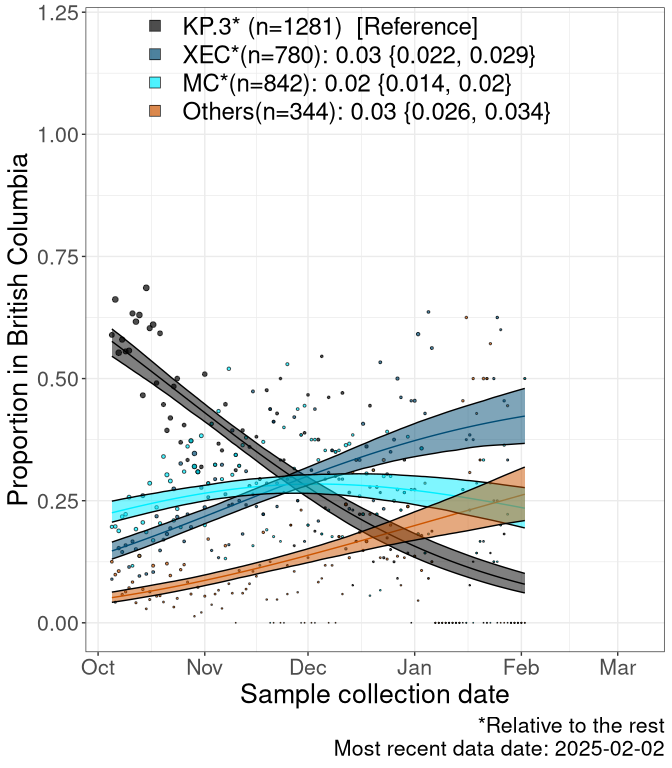 KP.3* (n=1281) [Reference]
XEC*(n=780): 0.03 {0.022, 0.029}
MC*(n=842): 0.02 {0.014, 0.02}
Others(n=344): 0.03 {0.026, 0.034}
Proportion in British Columbia
1.25
1.00
0.75
0.50
0.25
0.00
Oct Nov Dec Jan Feb Mar
Sample collection date
*Relative to the rest
Most recent data date: 2025-02-02